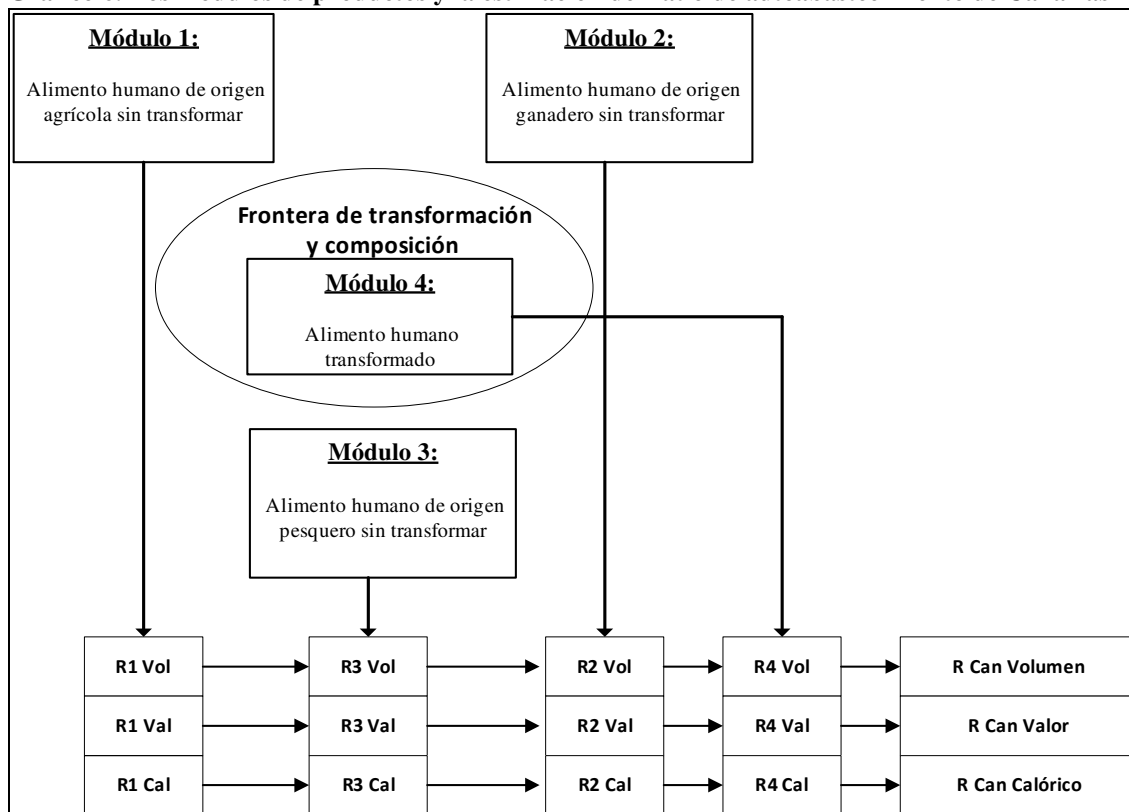 Módulo 1:
Alimento humano de origen
agrícola sin transformar
Módulo 2:
Alimento humano de origen
ganadero sin transformar
Frontera de transformación
y composición
Módulo 4:
Alimento humano
transformado
Módulo 3:
Alimento humano de origen
pesquero sin transformar
R1 Vol R3 Vol R2 Vol R4 Vol R Can Volumen
R1 Val R3 Val R2 Val R4 Val R Can Valor
R1 Cal R3 Cal R2 Cal R4 Cal R Can Calórico